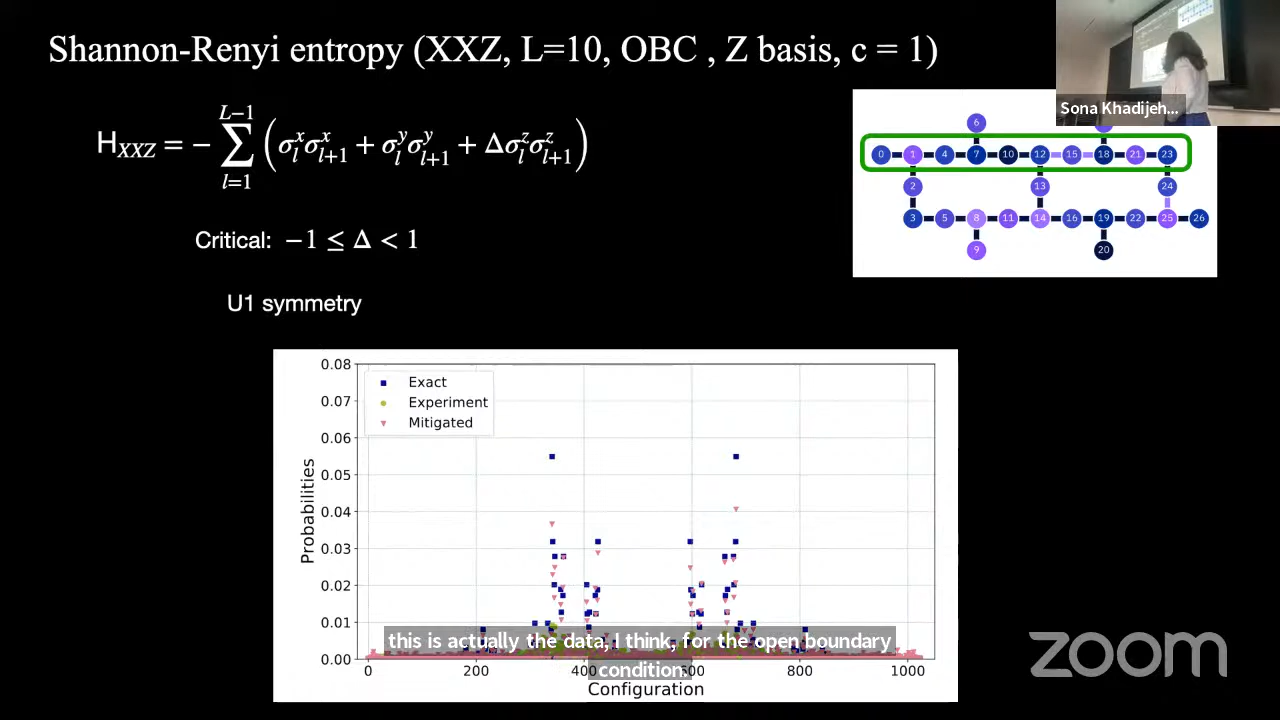 Shannon-Renyi entropy (XXZ, L=10, OBC , Z basis, c = 1)
Sona Khadijeh...
H_XXZ = − ∑_{l=1}^{L−1} (σ_l^x σ_{l+1}^x + σ_l^y σ_{l+1}^y + Δσ_l^z σ_{l+1}^z)
6
0 1 4 7 10 12 15 18 21 23
2 13 24
3 5 8 11 14 16 19 22 25 26
9 20
Critical: −1 ≤ Δ < 1
U1 symmetry
Exact
Experiment
Mitigated
Probabilities
0.08
0.07
0.06
0.05
0.04
0.03
0.02
0.01
0.00
this is actually the data, I think, for the open boundary
condition.
0 200 400 600 800 1000
Configuration
zoom